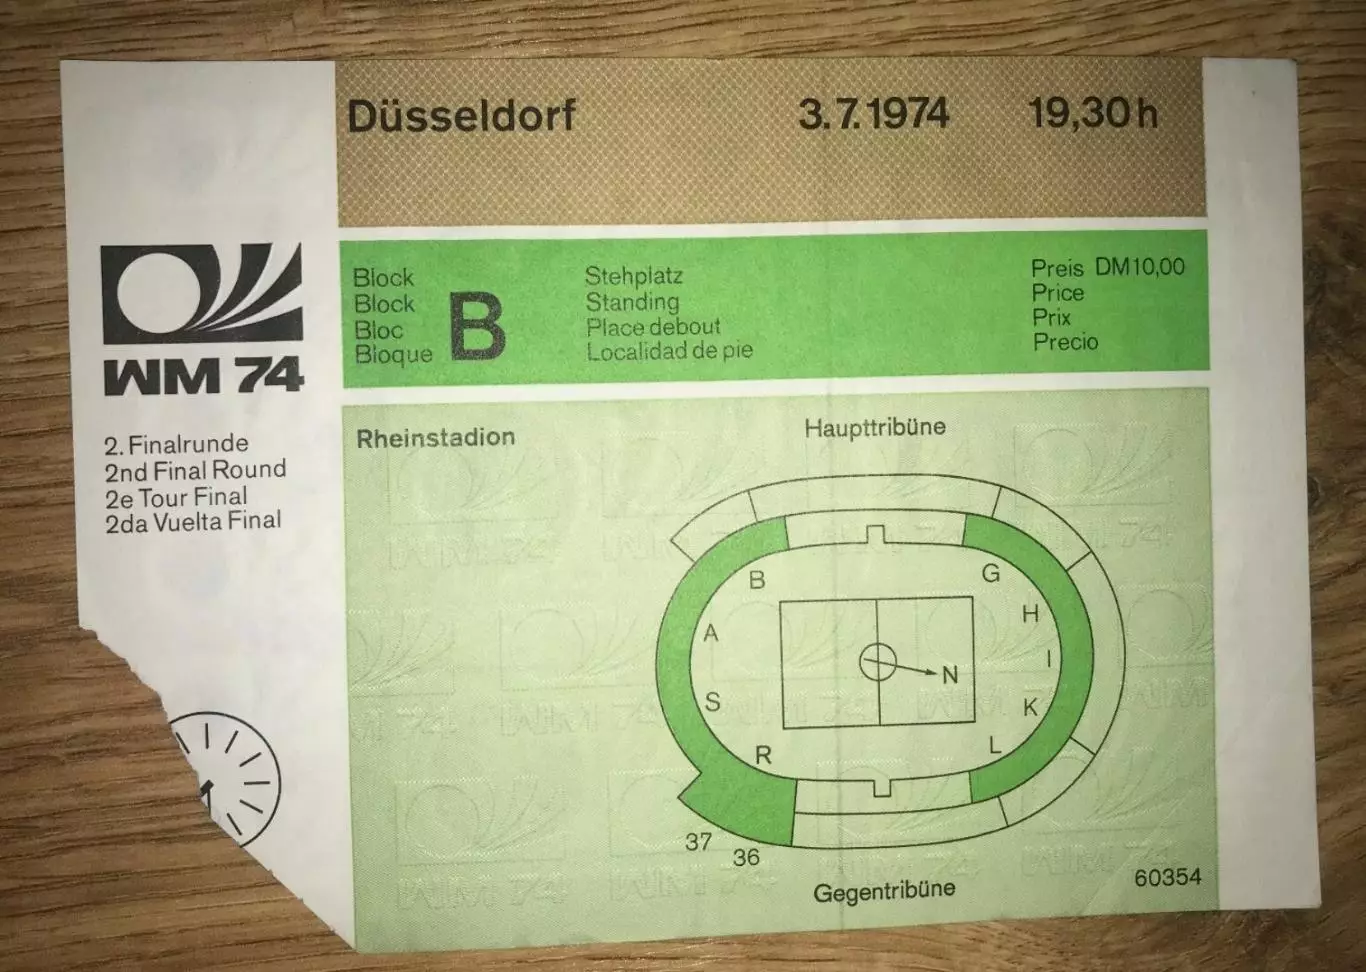 Düsseldorf 3.7.1974 19,30 h
Block
Block
Bloc
Bloque
B
Stehplatz
Standing
Place debout
Localidad de pie
Preis DM10,00
Price
Prix
Precio
WM 74
2. Finalrunde
2nd Final Round
2e Tour Final
2da Vuelta Final
Rheinstadion
Haupttribüne
B G
A H
I
N
S K
R L
37
36
Gegentribüne
60354